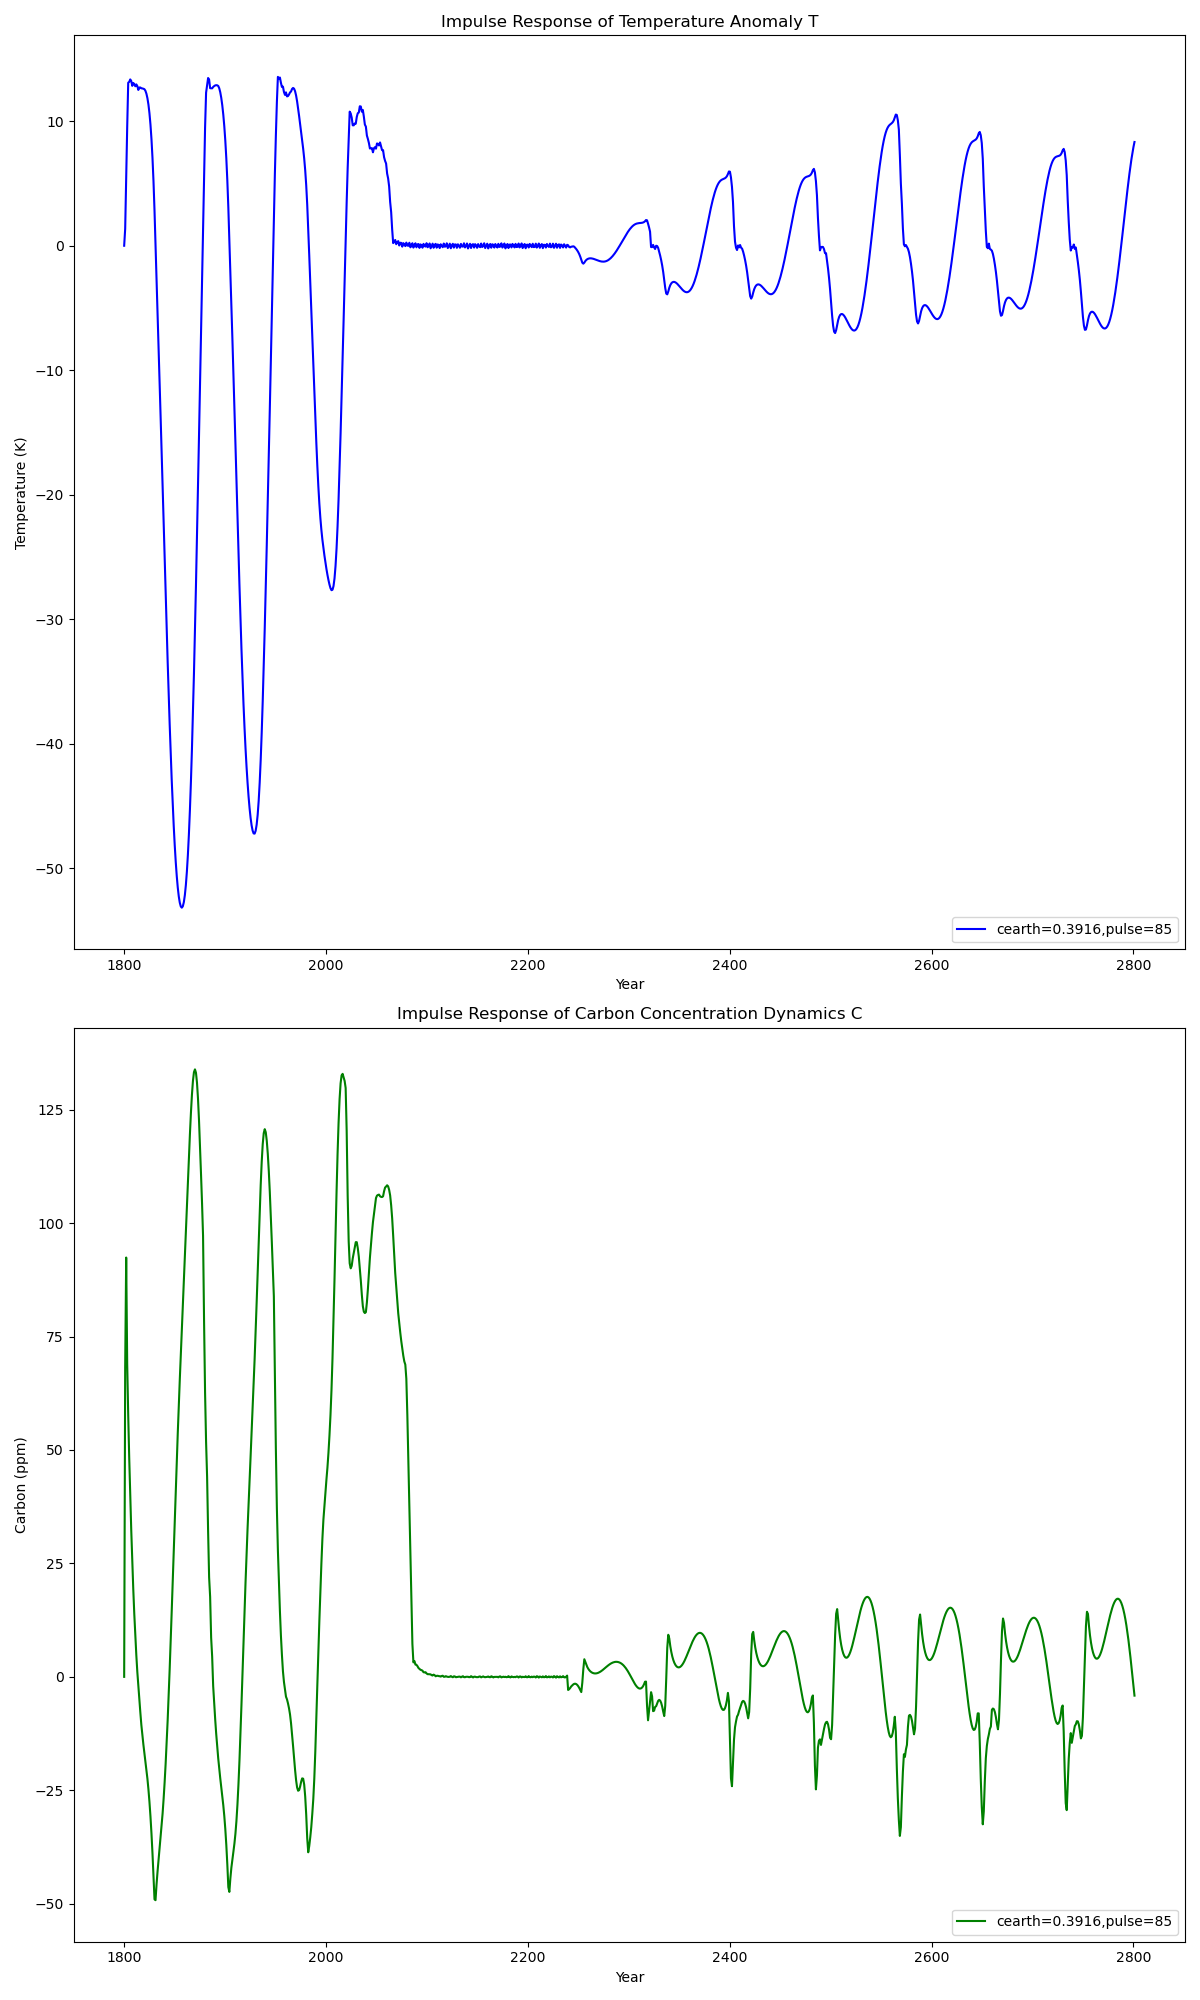 Impulse Response of Temperature Anomaly T
10
0
−10
−20
−30
−40
−50
Temperature (K)
1800 2000 2200 2400 2600 2800
Year
cearth=0.3916,pulse=85
Impulse Response of Carbon Concentration Dynamics C
125
100
75
50
25
0
−25
−50
Carbon (ppm)
1800 2000 2200 2400 2600 2800
Year
cearth=0.3916,pulse=85